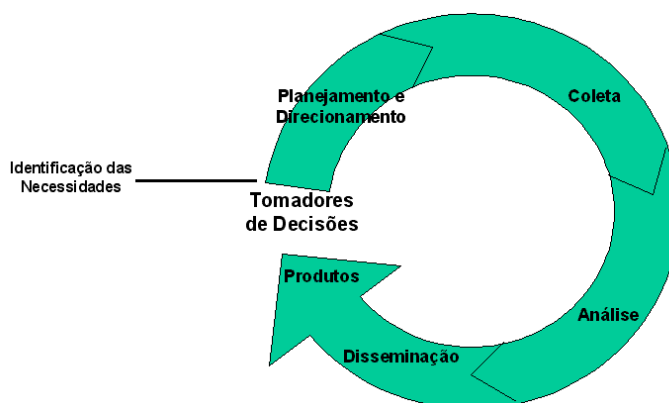 Planejamento e
Direcionamento
Coleta
Identificação das
Necessidades
Tomadores
de Decisões
Produtos
Análise
Disseminação